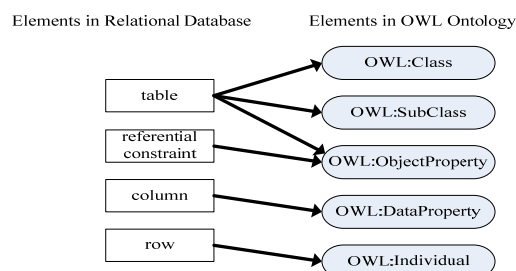 Elements in Relational Database
Elements in OWL Ontology
table
referential
constraint
column
row
OWL:Class
OWL:SubClass
OWL:ObjectProperty
OWL:DataProperty
OWL:Individual